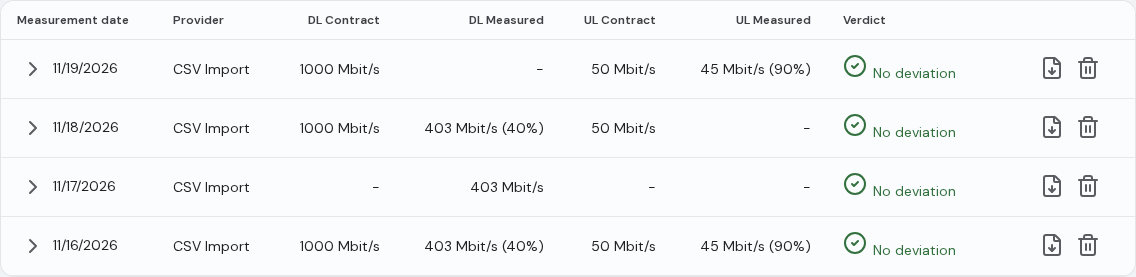 Measurement date Provider DL Contract DL Measured UL Contract UL Measured Verdict
11/19/2026 CSV Import 1000 Mbit/s - 50 Mbit/s 45 Mbit/s (90%) No deviation
11/18/2026 CSV Import 1000 Mbit/s 403 Mbit/s (40%) 50 Mbit/s - No deviation
11/17/2026 CSV Import - 403 Mbit/s - - No deviation
11/16/2026 CSV Import 1000 Mbit/s 403 Mbit/s (40%) 50 Mbit/s 45 Mbit/s (90%) No deviation